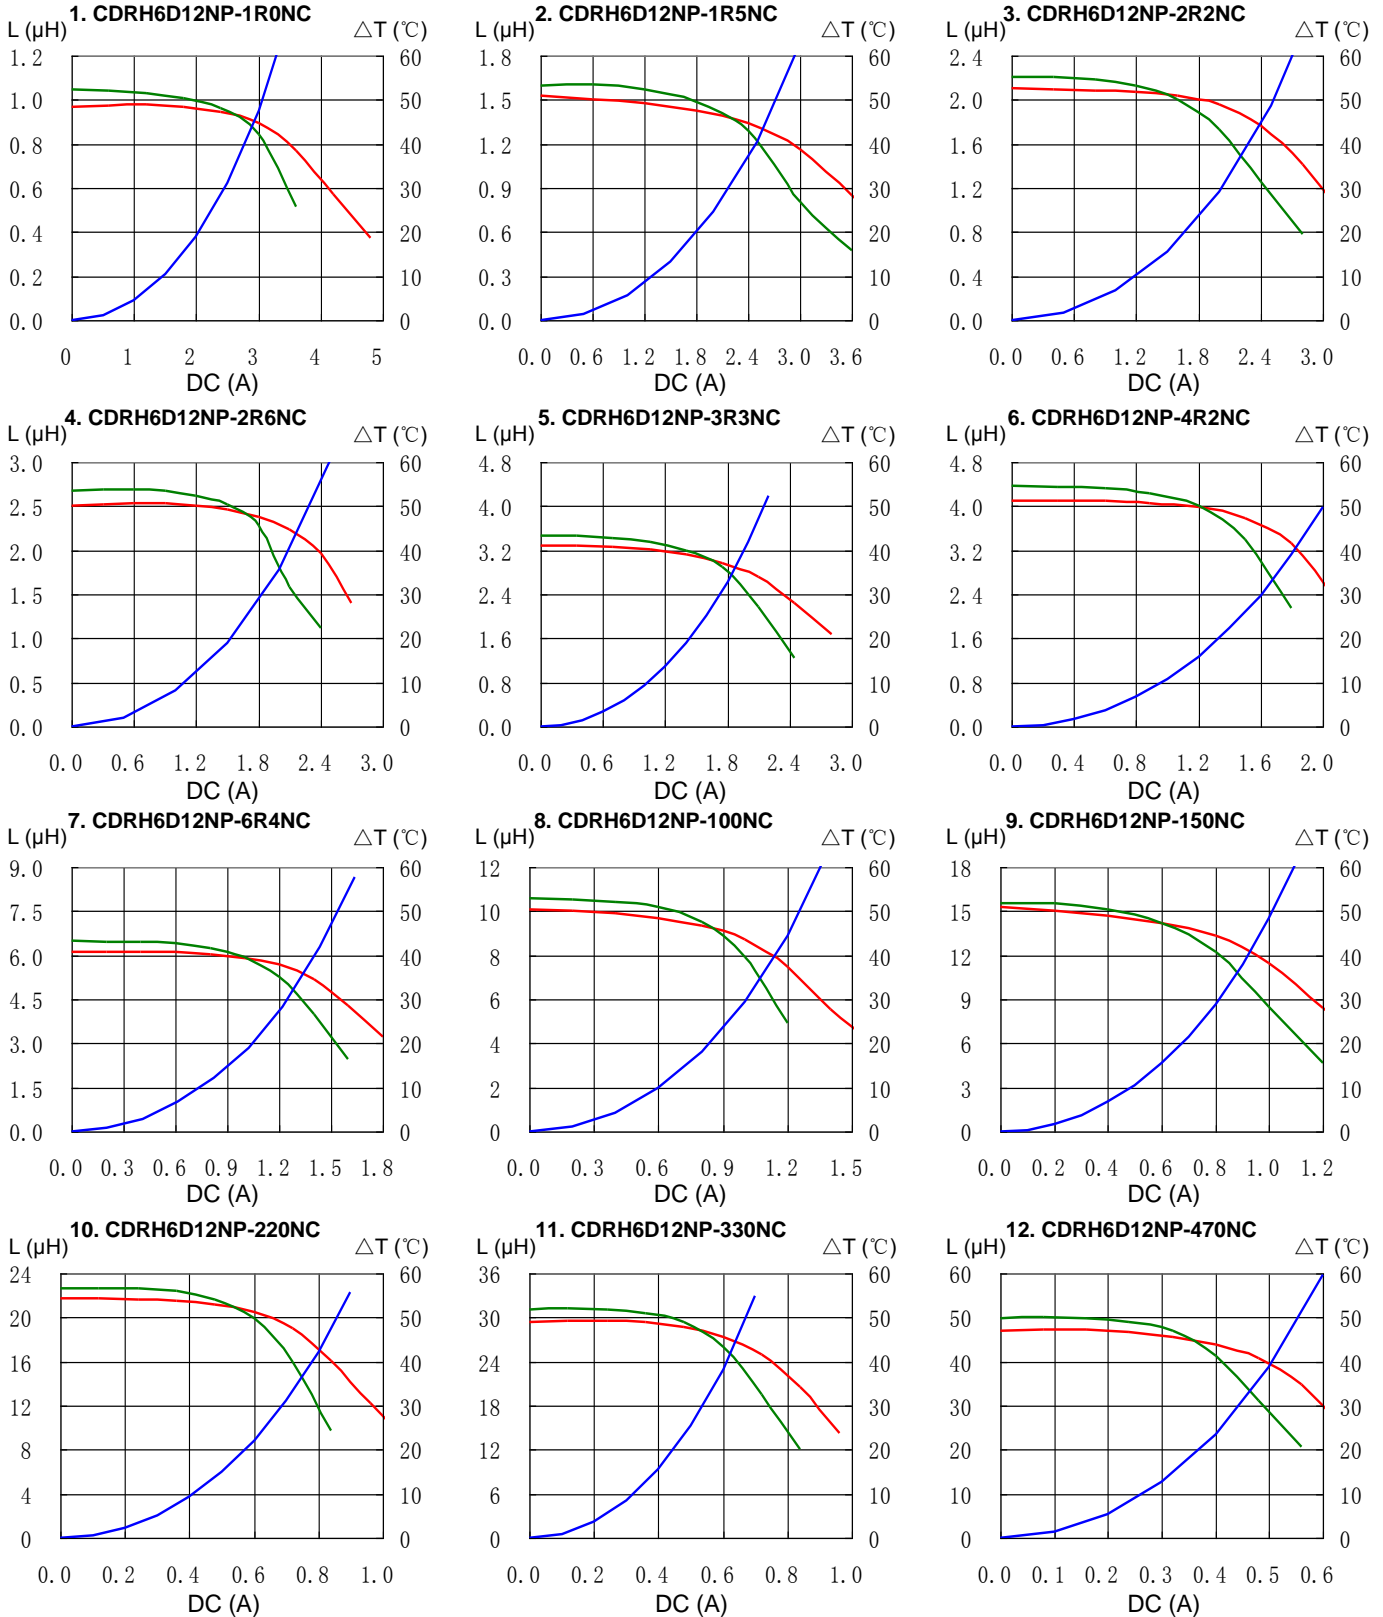 1. CDRH6D12NP-1R0NC
L (µH) △T (℃)
1.2 60
1.0 50
0.8 40
0.6 30
0.4 20
0.2 10
0.0 0
0 1 2 3 4 5
DC (A)
2. CDRH6D12NP-1R5NC
L (µH) △T (℃)
1.8 60
1.5 50
1.2 40
0.9 30
0.6 20
0.3 10
0.0 0
0.0 0.6 1.2 1.8 2.4 3.0 3.6
DC (A)
3. CDRH6D12NP-2R2NC
L (µH) △T (℃)
2.4 60
2.0 50
1.6 40
1.2 30
0.8 20
0.4 10
0.0 0
0.0 0.6 1.2 1.8 2.4 3.0
DC (A)
4. CDRH6D12NP-2R6NC
L (µH) △T (℃)
3.0 60
2.5 50
2.0 40
1.5 30
1.0 20
0.5 10
0.0 0
0.0 0.6 1.2 1.8 2.4 3.0
DC (A)
5. CDRH6D12NP-3R3NC
L (µH) △T (℃)
4.8 60
4.0 50
3.2 40
2.4 30
1.6 20
0.8 10
0.0 0
0.0 0.6 1.2 1.8 2.4 3.0
DC (A)
6. CDRH6D12NP-4R2NC
L (µH) △T (℃)
4.8 60
4.0 50
3.2 40
2.4 30
1.6 20
0.8 10
0.0 0
0.0 0.4 0.8 1.2 1.6 2.0
DC (A)
7. CDRH6D12NP-6R4NC
L (µH) △T (℃)
9.0 60
7.5 50
6.0 40
4.5 30
3.0 20
1.5 10
0.0 0
0.0 0.3 0.6 0.9 1.2 1.5 1.8
DC (A)
8. CDRH6D12NP-100NC
L (µH) △T (℃)
12 60
10 50
8 40
6 30
4 20
2 10
0 0
0.0 0.3 0.6 0.9 1.2 1.5
DC (A)
9. CDRH6D12NP-150NC
L (µH) △T (℃)
18 60
15 50
12 40
9 30
6 20
3 10
0 0
0.0 0.2 0.4 0.6 0.8 1.0 1.2
DC (A)
10. CDRH6D12NP-220NC
L (µH) △T (℃)
24 60
20 50
16 40
12 30
8 20
4 10
0 0
0.0 0.2 0.4 0.6 0.8 1.0
DC (A)
11. CDRH6D12NP-330NC
L (µH) △T (℃)
36 60
30 50
24 40
18 30
12 20
6 10
0 0
0.0 0.2 0.4 0.6 0.8 1.0
DC (A)
12. CDRH6D12NP-470NC
L (µH) △T (℃)
60 60
50 50
40 40
30 30
20 20
10 10
0 0
0.0 0.1 0.2 0.3 0.4 0.5 0.6
DC (A)